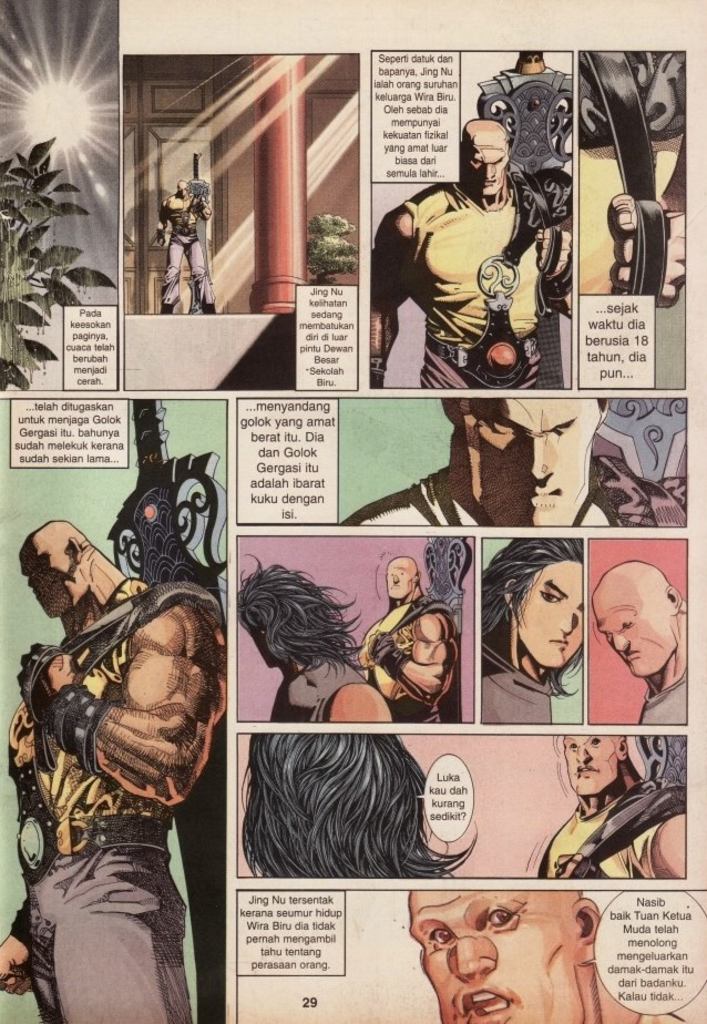 Pada
keesokan
paginya,
cuaca telah
berubah
menjadi
cerah.
Jing Nu
kelihatan
sedang
membatukan
diri di luar
pintu Dewan
Besar
"Sekolah
Biru.
Seperti datuk dan
bapanya, Jing Nu
ialah orang suruhan
keluarga Wira Biru.
Oleh sebab dia
mempunyai
kekuatan fizikal
yang amat luar
biasa dari
semula lahir...
...sejak
waktu dia
berusia 18
tahun, dia
pun...
...telah ditugaskan
untuk menjaga Golok
Gergasi itu. bahunya
sudah melekuk kerana
sudah sekian lama...
...menyandang
golok yang amat
berat itu. Dia
dan Golok
Gergasi itu
adalah ibarat
kuku dengan
isi.
Luka
kau dah
kurang
sedikit?
Jing Nu tersentak
kerana seumur hidup
Wira Biru dia tidak
pernah mengambil
tahu tentang
perasaan orang.
Nasib
baik Tuan Ketua
Muda telah
menolong
mengeluarkan
damak-damak itu
dari badanku.
Kalau tidak...
29